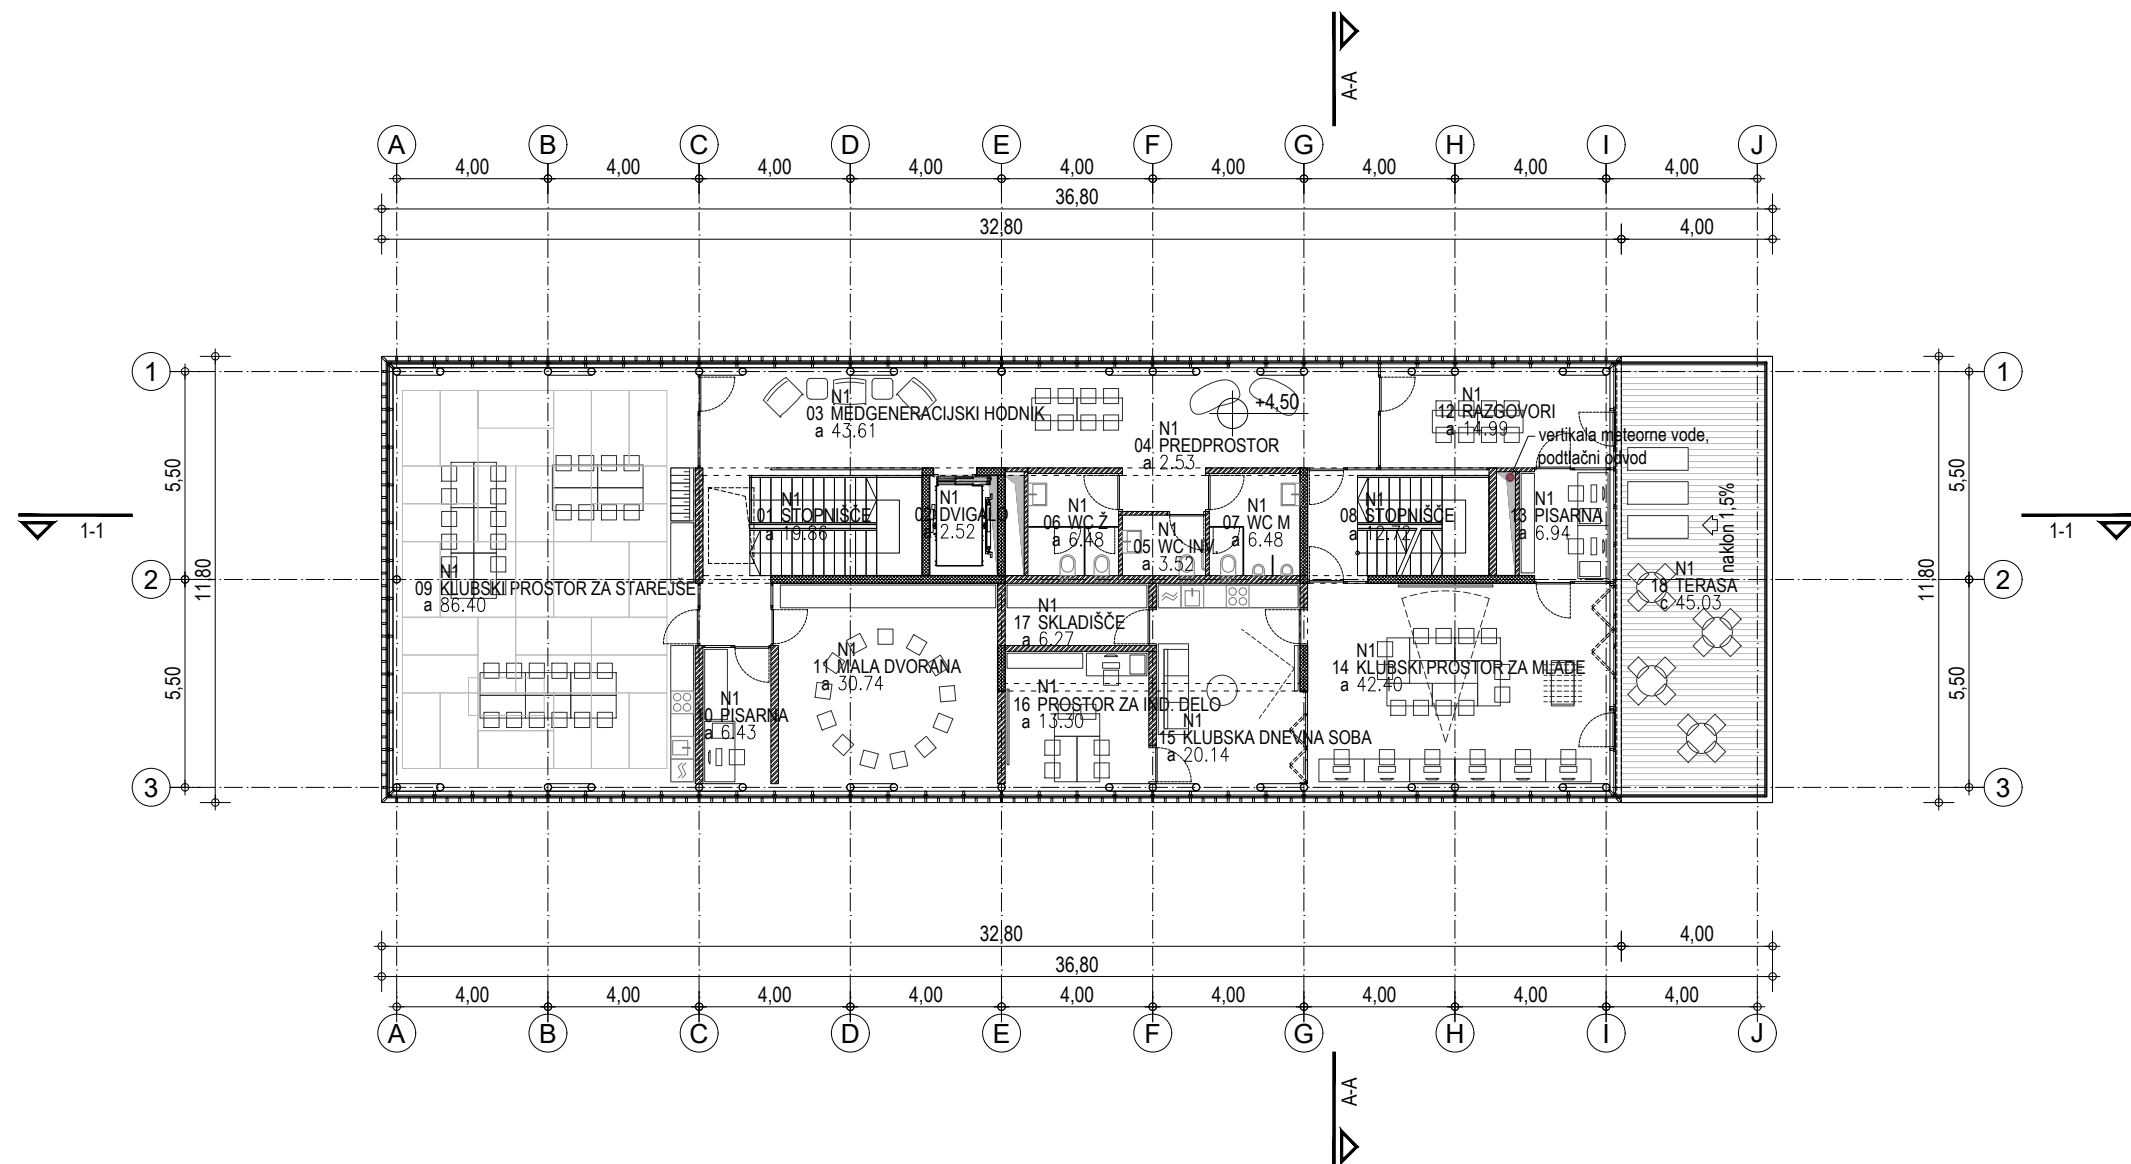 A-A
A B C D E F G H I J
4,00 4,00 4,00 4,00 4,00 4,00 4,00 4,00 4,00
36,80
32,80 4,00
1 1
N1
03 MEDGENERACIJSKI HODNIK
a 43.61
+4,50
N1
04 PREDPROSTOR
a 2.53
N1
12 RAZGOVORI
a 14.99
vertikala meteorne vode,
podtlačni odvod
5,50 5,50
1-1 1-1
N1
01 STOPNIŠČE
a 19.86
N1
02 DVIGALO
2.52
N1
06 WC Ž
a 6.48
N1
05 WC INV.
a 3.52
N1
07 WC M
a 6.48
N1
08 STOPNIŠČE
a 12.72
N1
13 PISARNA
a 6.94
naklon 1,5%
2 2
11,80 11,80
N1
09 KLUBSKI PROSTOR ZA STAREJŠE
a 86.40
N1
18 TERASA
c 45.03
N1
17 SKLADIŠČE
a 6.27
N1
11 MALA DVORANA
a 30.74
N1
14 KLUBSKI PROSTOR ZA MLADE
a 42.40
5,50 5,50
N1
10 PISARNA
a 6.43
N1
16 PROSTOR ZA IND. DELO
a 13.30
N1
15 KLUBSKA DNEVNA SOBA
a 20.14
3 3
32,80 4,00
36,80
4,00 4,00 4,00 4,00 4,00 4,00 4,00 4,00 4,00
A B C D E F G H I J
A-A